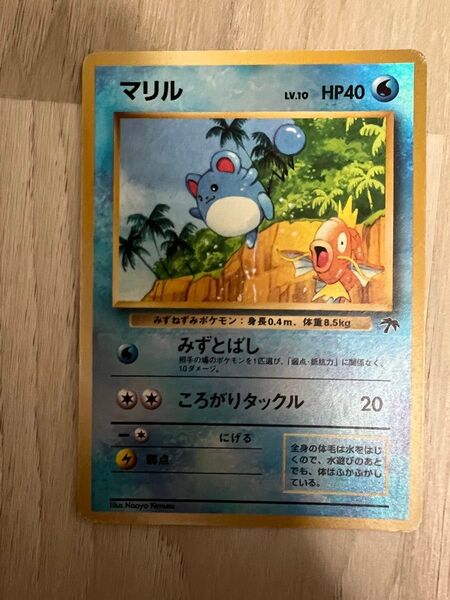 マリル LV.10 HP40
みずねずみポケモン：身長0.4m、体重8.5kg
みずとばし
相手の場のポケモンを1匹選び、「弱点・抵抗力」に関係なく、
10ダメージ。
ころがりタックル 20
にげる
弱点
全身の体毛は水をはじ
くので、水遊びのあと
でも、体はふかふかし
ている。
Illus Naoyo Kimura